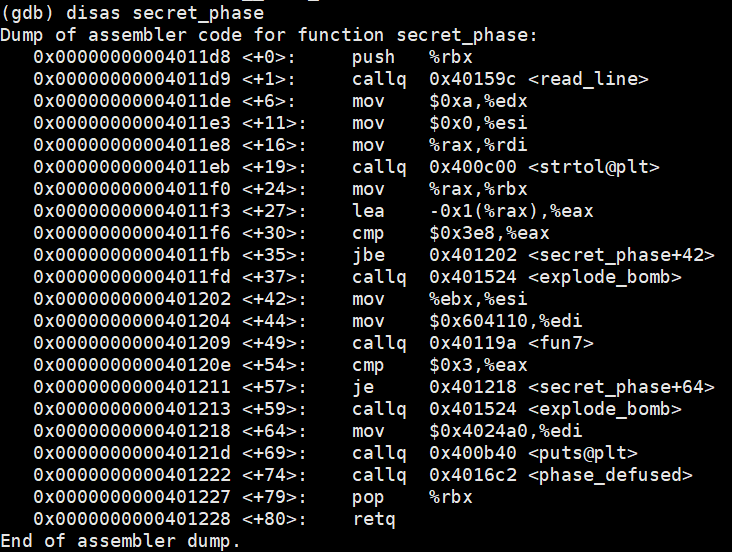 (gdb) disas secret_phase
Dump of assembler code for function secret_phase:
   0x00000000004011d8 <+0>:     push   %rbx
   0x00000000004011d9 <+1>:     callq  0x40159c <read_line>
   0x00000000004011de <+6>:     mov    $0xa,%edx
   0x00000000004011e3 <+11>:    mov    $0x0,%esi
   0x00000000004011e8 <+16>:    mov    %rax,%rdi
   0x00000000004011eb <+19>:    callq  0x400c00 <strtol@plt>
   0x00000000004011f0 <+24>:    mov    %rax,%rbx
   0x00000000004011f3 <+27>:    lea    -0x1(%rax),%eax
   0x00000000004011f6 <+30>:    cmp    $0x3e8,%eax
   0x00000000004011fb <+35>:    jbe    0x401202 <secret_phase+42>
   0x00000000004011fd <+37>:    callq  0x401524 <explode_bomb>
   0x0000000000401202 <+42>:    mov    %ebx,%esi
   0x0000000000401204 <+44>:    mov    $0x604110,%edi
   0x0000000000401209 <+49>:    callq  0x40119a <fun7>
   0x000000000040120e <+54>:    cmp    $0x3,%eax
   0x0000000000401211 <+57>:    je     0x401218 <secret_phase+64>
   0x0000000000401213 <+59>:    callq  0x401524 <explode_bomb>
   0x0000000000401218 <+64>:    mov    $0x4024a0,%edi
   0x000000000040121d <+69>:    callq  0x400b40 <puts@plt>
   0x0000000000401222 <+74>:    callq  0x4016c2 <phase_defused>
   0x0000000000401227 <+79>:    pop    %rbx
   0x0000000000401228 <+80>:    retq
End of assembler dump.